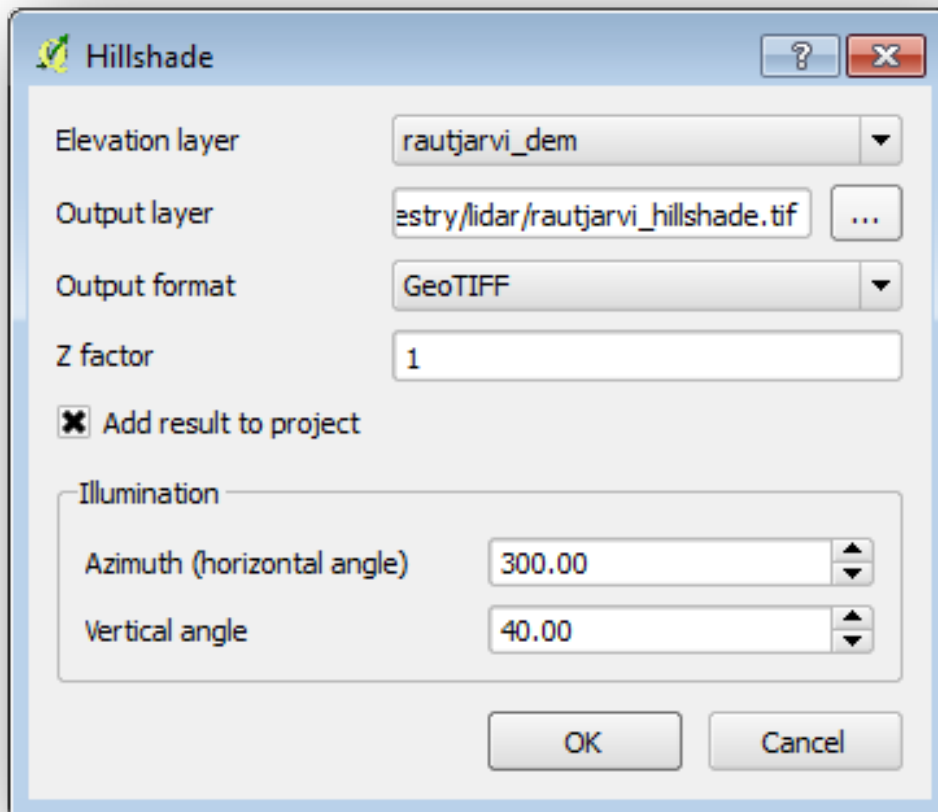 Hillshade
Elevation layer rautjarvi_dem
Output layer estry/lidar/rautjarvi_hillshade.tif ...
Output format GeoTIFF
Z factor 1
Add result to project
Illumination
Azimuth (horizontal angle) 300.00
Vertical angle 40.00
OK Cancel